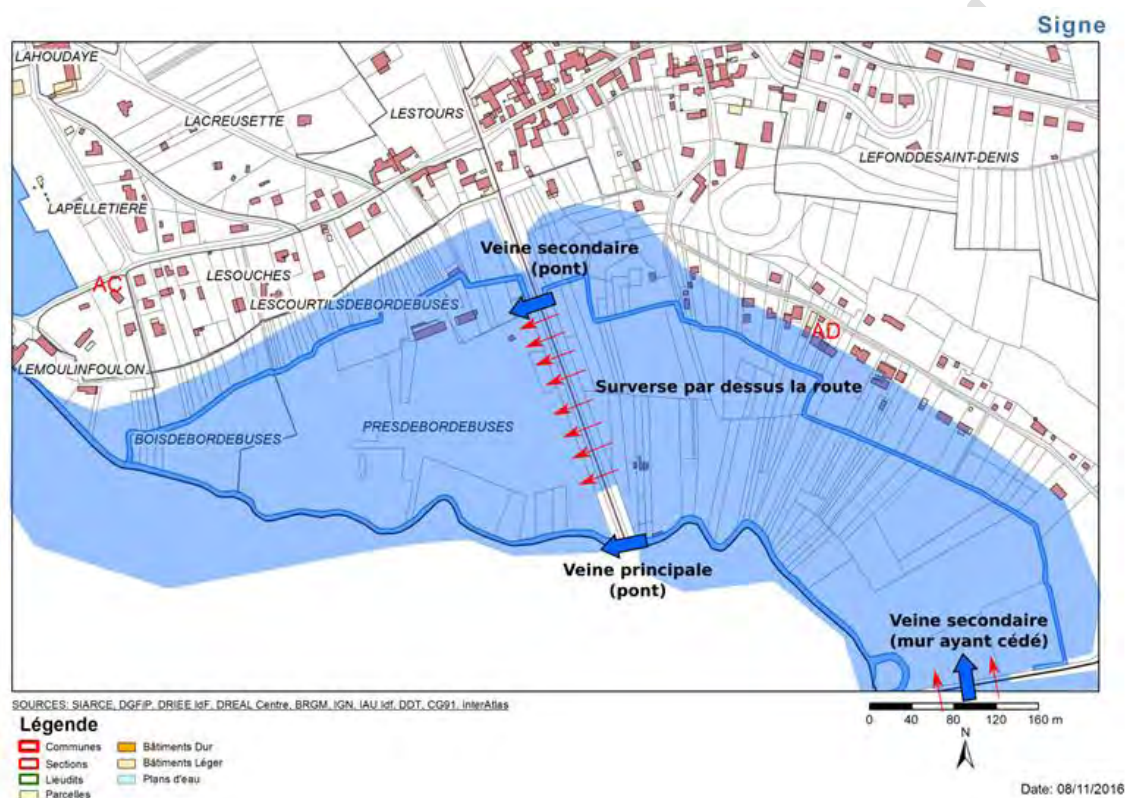 Signe
LAHOUDAYE
LACREUSETTE
LESTOURS
LEFONDDESAINT-DENIS
LAPELLETIERE
Veine secondaire
(pont)
LESOUCHES
AC
LESCOURTILSDEBORDEBUSES
AD
LEMOULINFOULON
Surverse par dessus la route
BOISDEBORDEBUSES
PRESDEBORDEBUSES
Veine principale
(pont)
Veine secondaire
(mur ayant cédé)
SOURCES: SIARCE, DGFiP, DRIEE IdF, DREAL Centre, BRGM, IGN, IAU Idf, DDT, CG91, InterAtlas
0 40 80 120 160 m
N
Légende
Communes
Sections
Lieudits
Parcelles
Bâtiments Dur
Bâtiments Léger
Plans d'eau
Date: 08/11/2016